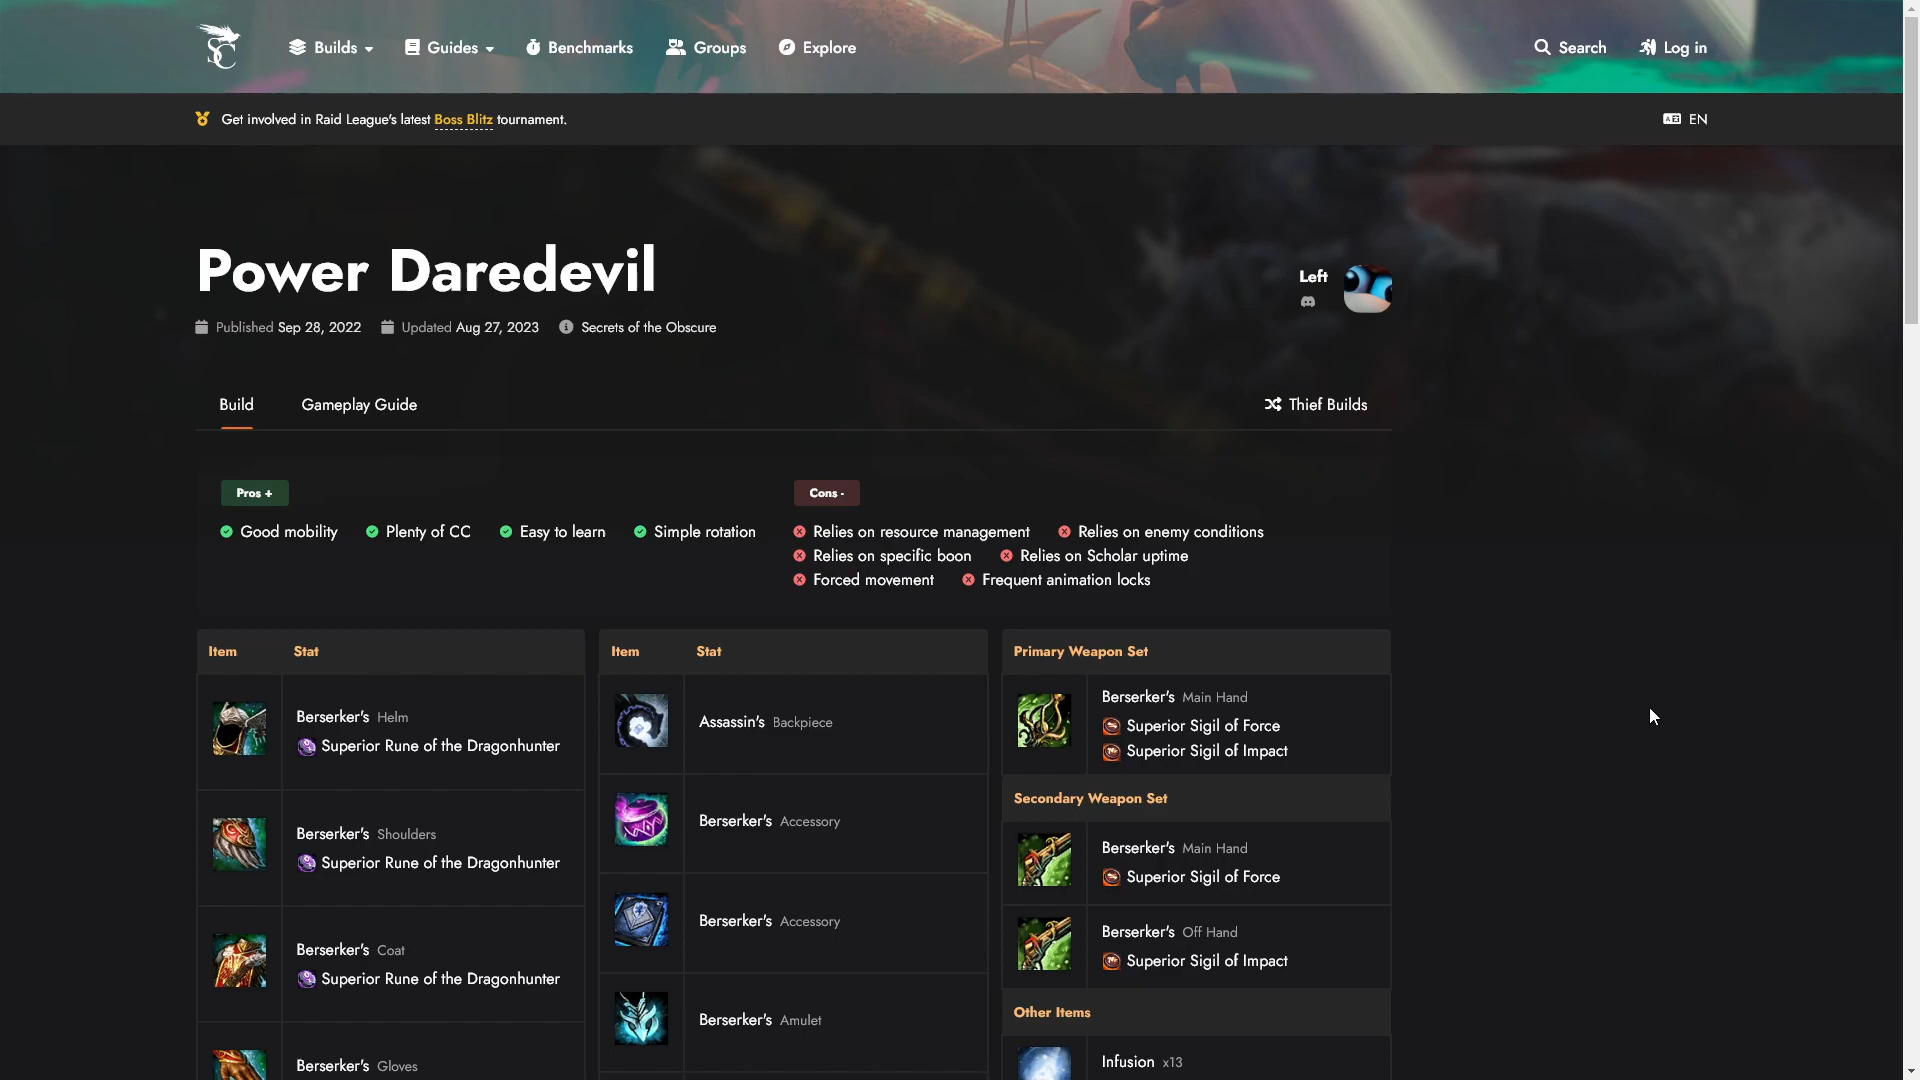 SC
Builds
Guides
Benchmarks
Groups
Explore
Search
Log in
Get involved in Raid League's latest Boss Blitz tournament.
EN
Power Daredevil
Left
Published Sep 28, 2022
Updated Aug 27, 2023
Secrets of the Obscure
Build
Gameplay Guide
Thief Builds
Pros +
Good mobility
Plenty of CC
Easy to learn
Simple rotation
Cons -
Relies on resource management
Relies on enemy conditions
Relies on specific boon
Relies on Scholar uptime
Forced movement
Frequent animation locks
Item
Stat
Berserker's Helm
Superior Rune of the Dragonhunter
Berserker's Shoulders
Superior Rune of the Dragonhunter
Berserker's Coat
Superior Rune of the Dragonhunter
Berserker's Gloves
Item
Stat
Assassin's Backpiece
Berserker's Accessory
Berserker's Accessory
Berserker's Amulet
Primary Weapon Set
Berserker's Main Hand
Superior Sigil of Force
Superior Sigil of Impact
Secondary Weapon Set
Berserker's Main Hand
Superior Sigil of Force
Berserker's Off Hand
Superior Sigil of Impact
Other Items
Infusion x13